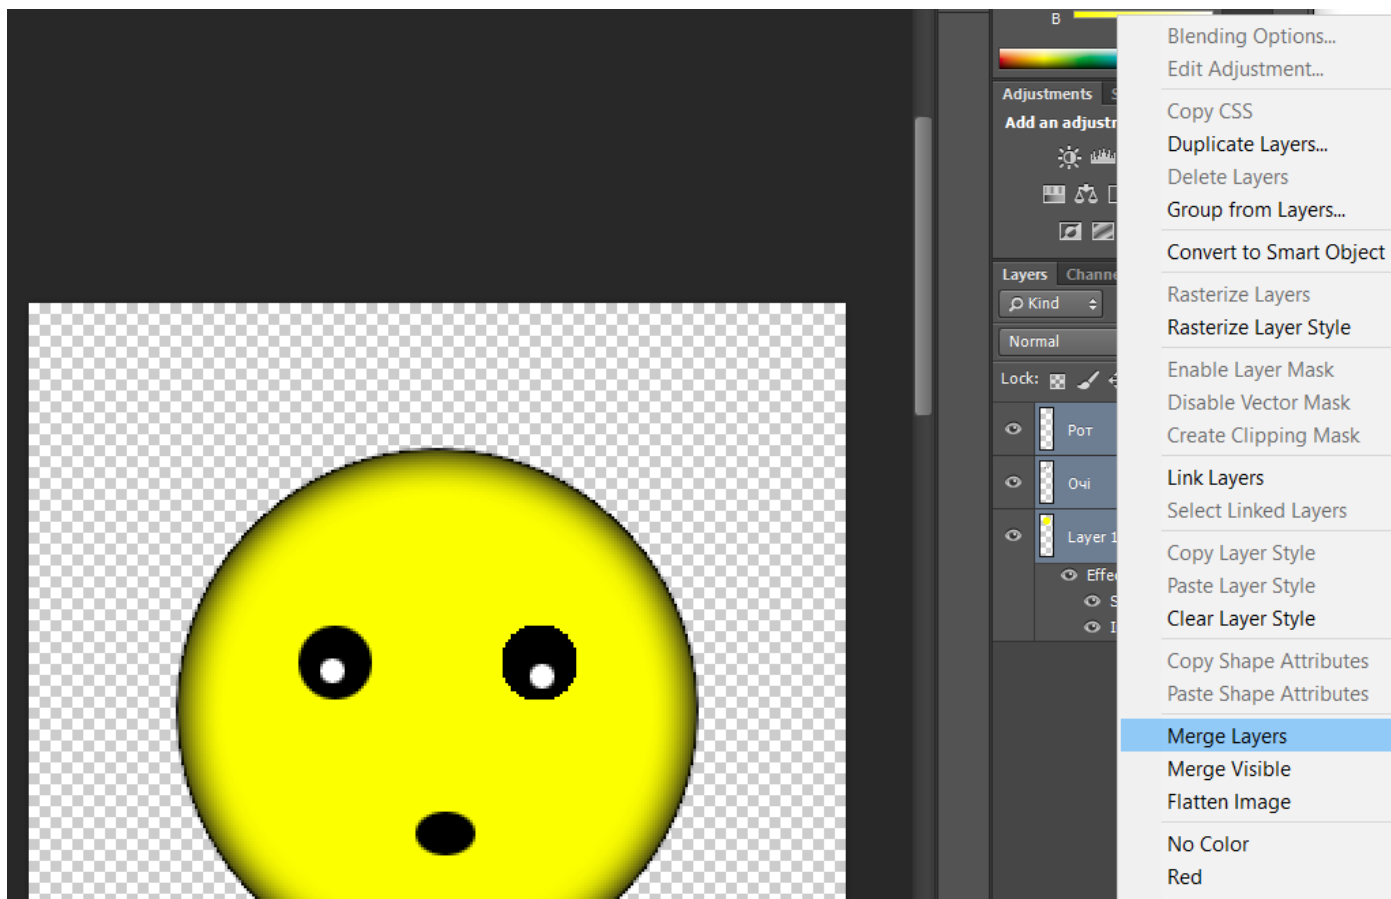 B
Adjustments
Add an adjustr
Layers Channe
Kind
Normal
Lock:
Рот
Очі
Layer 1
Effe
S
I
Blending Options...
Edit Adjustment...
Copy CSS
Duplicate Layers...
Delete Layers
Group from Layers...
Convert to Smart Object
Rasterize Layers
Rasterize Layer Style
Enable Layer Mask
Disable Vector Mask
Create Clipping Mask
Link Layers
Select Linked Layers
Copy Layer Style
Paste Layer Style
Clear Layer Style
Copy Shape Attributes
Paste Shape Attributes
Merge Layers
Merge Visible
Flatten Image
No Color
Red